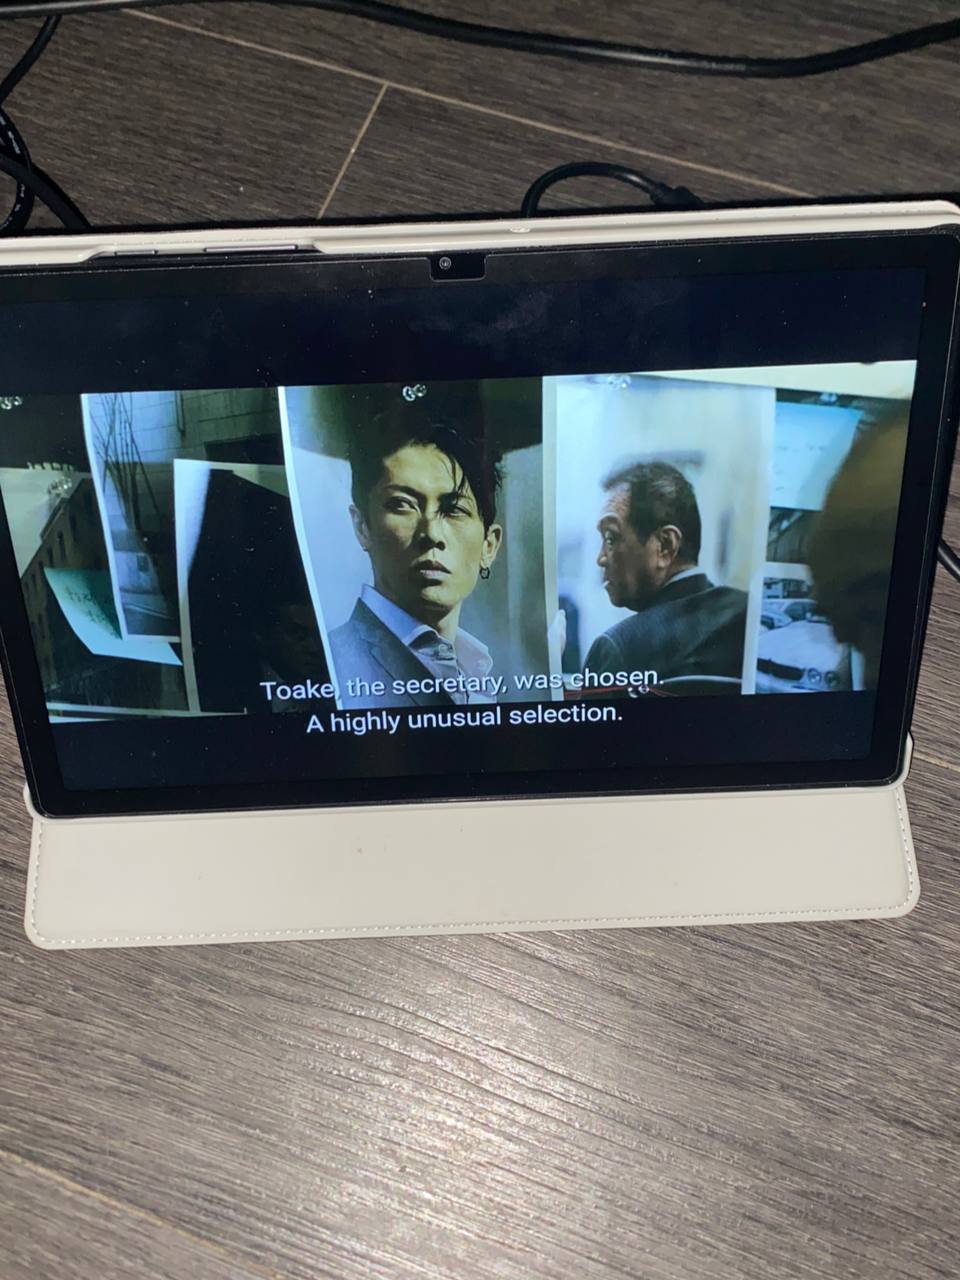 Toake, the secretary, was chosen.
A highly unusual selection.